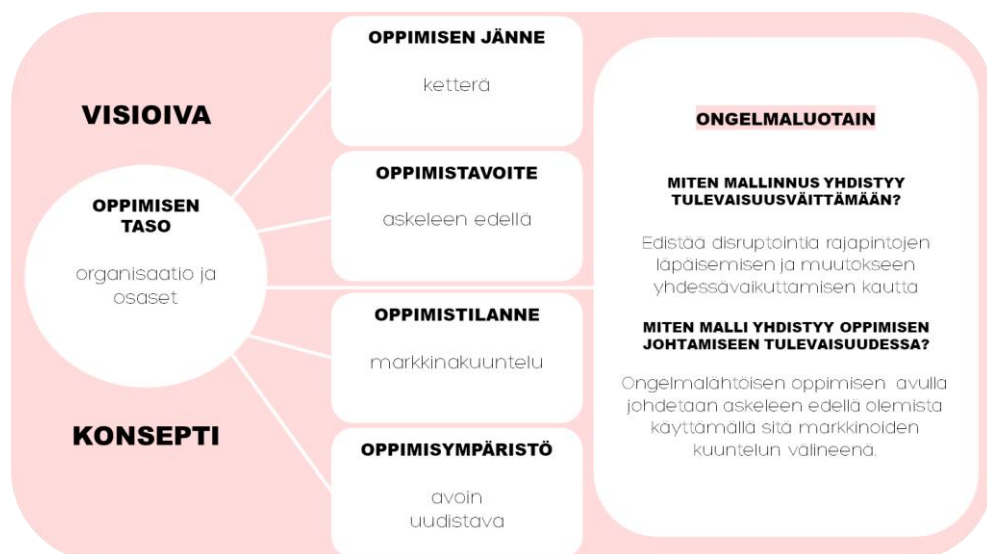 VISIOIVA
OPPIMISEN
TASO
organisaatio ja
osaset
KONSEPTI
OPPIMISEN JÄNNE
ketterä
OPPIMISTAVOITE
askeleen edellä
OPPIMISTILANNE
markkinakuuntelu
OPPIMISYMPÄRISTÖ
avoin
uudistava
ONGELMALUOTAIN
MITEN MALLINNUS YHDISTYY
TULEVAISUUSVÄITTÄMÄÄN?
Edistää disruptointia rajapintojen
läpäisemisen ja muutokseen
yhdessävaikuttamisen kautta
MITEN MALLI YHDISTYY OPPIMISEN
JOHTAMISEEN TULEVAISUUDESSA?
Ongelmalähtöisen oppimisen avulla
johdetaan askeleen edellä olemista
käyttämällä sitä markkinoiden
kuuntelun välineenä.